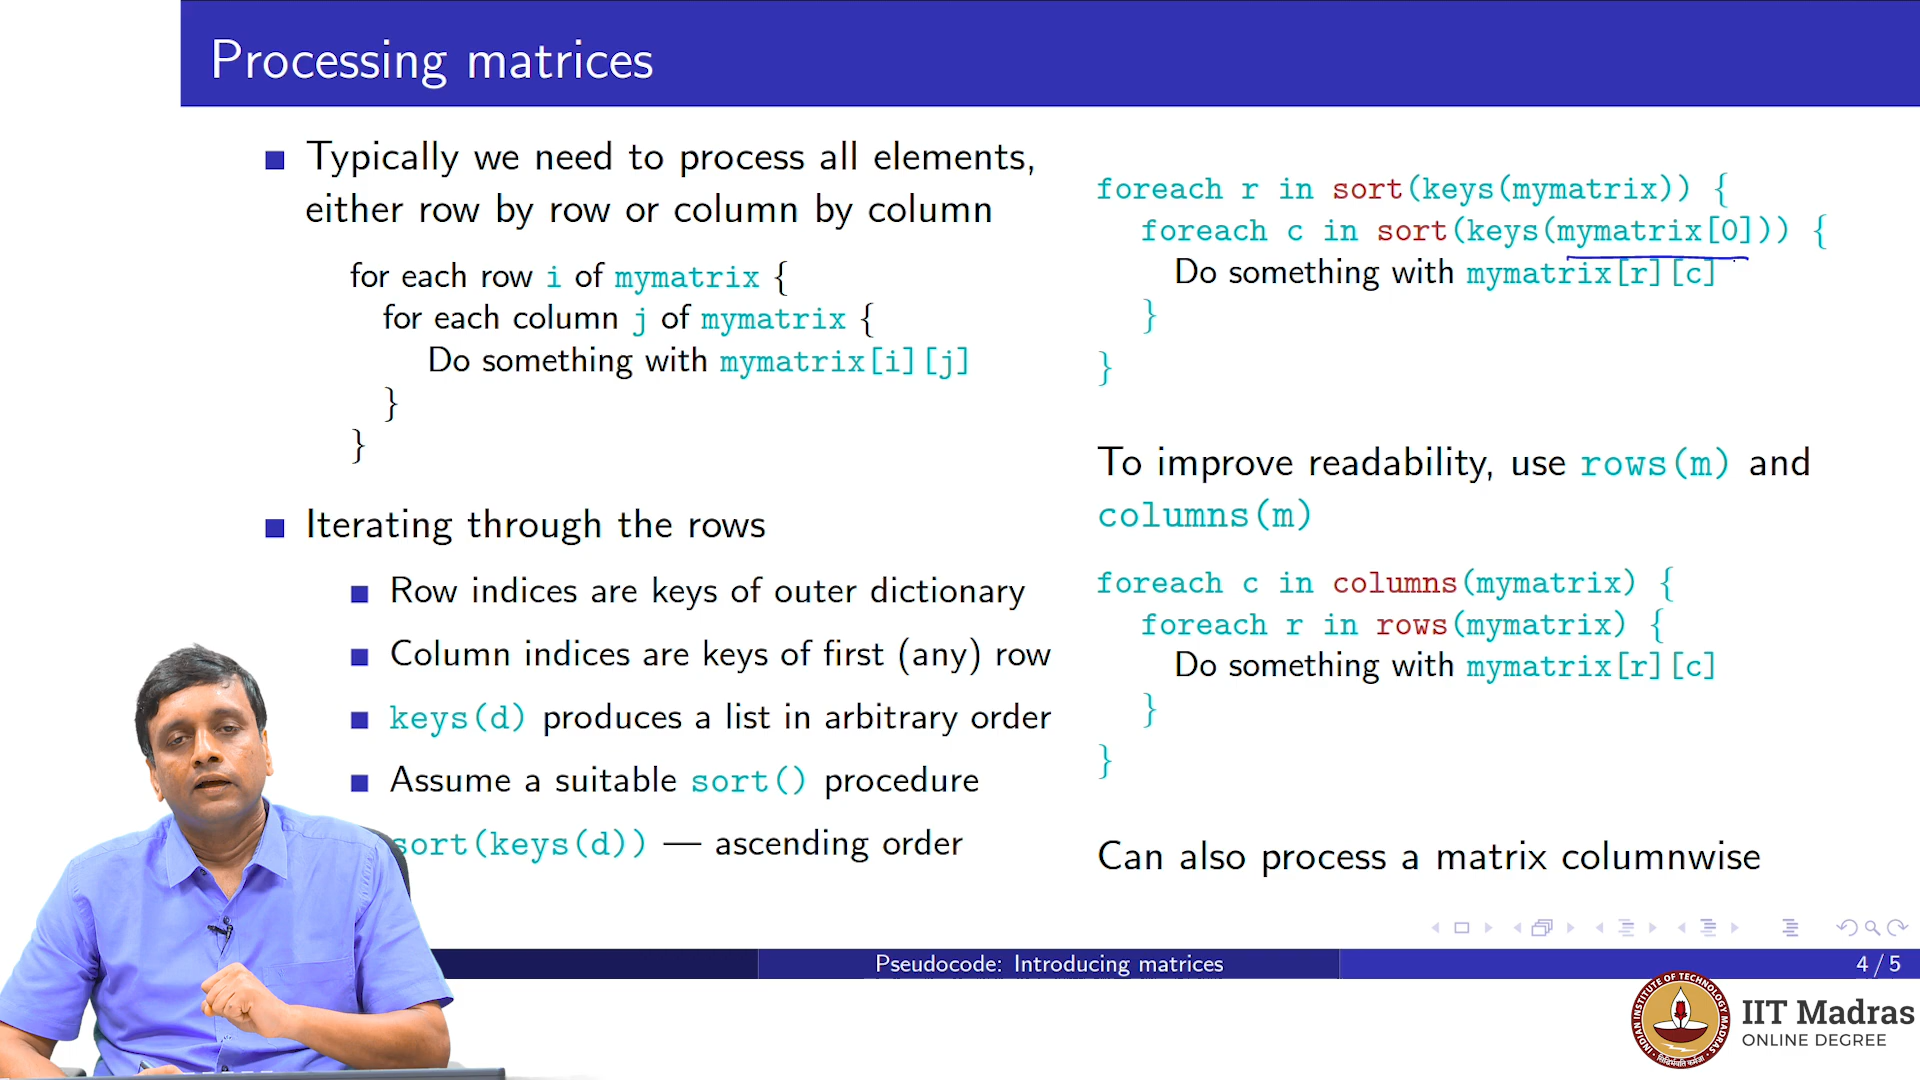 Processing matrices
Typically we need to process all elements,
either row by row or column by column
for each row i of mymatrix {
for each column j of mymatrix {
Do something with mymatrix[i][j]
}
}
Iterating through the rows
Row indices are keys of outer dictionary
Column indices are keys of first (any) row
keys(d) produces a list in arbitrary order
Assume a suitable sort() procedure
sort(keys(d)) — ascending order
foreach r in sort(keys(mymatrix)) {
foreach c in sort(keys(mymatrix[0])) {
Do something with mymatrix[r][c]
}
}
To improve readability, use rows(m) and
columns(m)
foreach c in columns(mymatrix) {
foreach r in rows(mymatrix) {
Do something with mymatrix[r][c]
}
}
Can also process a matrix columnwise
Pseudocode: Introducing matrices
4 / 5
INDIAN INSTITUTE OF TECHNOLOGY MADRAS
IIT Madras
ONLINE DEGREE